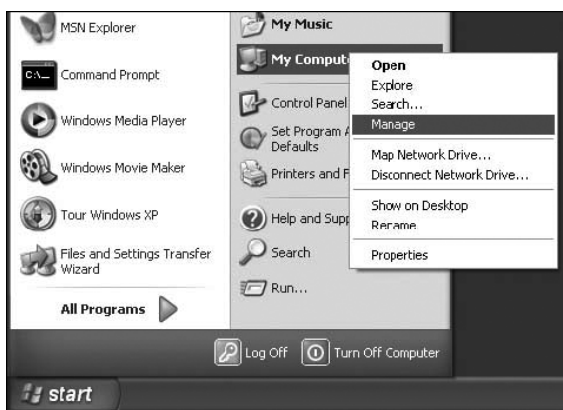 MSN Explorer
C:\_
Command Prompt
Windows Media Player
Windows Movie Maker
Tour Windows XP
Files and Settings Transfer
Wizard
All Programs
My Music
My Comput
Control Panel
Set Program A
Defaults
Printers and F
Help and Supp
Search
Run...
Open
Explore
Search...
Manage
Map Network Drive...
Disconnect Network Drive...
Show on Desktop
Rename
Properties
Log Off
Turn Off Computer
start